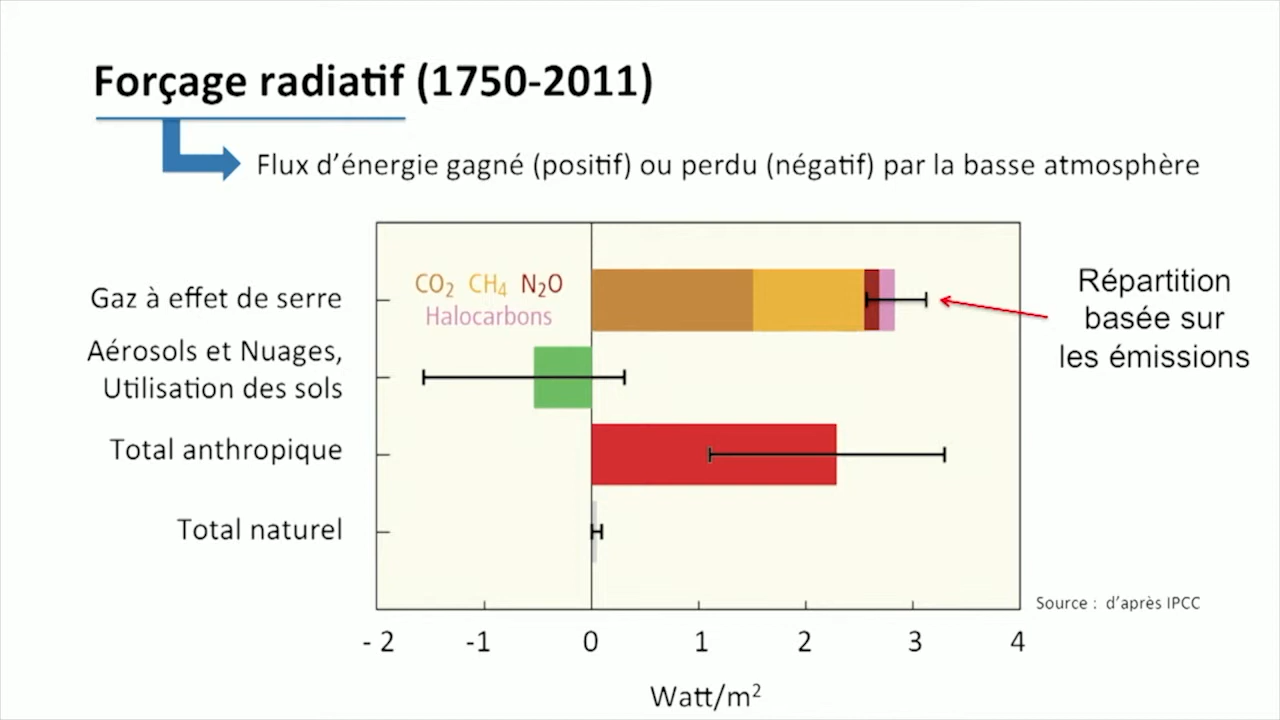 Forçage radiatif (1750-2011)
Flux d'énergie gagné (positif) ou perdu (négatif) par la basse atmosphère
CO₂ CH₄ N₂O
Halocarbons
Gaz à effet de serre
Aérosols et Nuages,
Utilisation des sols
Total anthropique
Total naturel
Répartition
basée sur
les émissions
Source : d'après IPCC
- 2 -1 0 1 2 3 4
Watt/m²